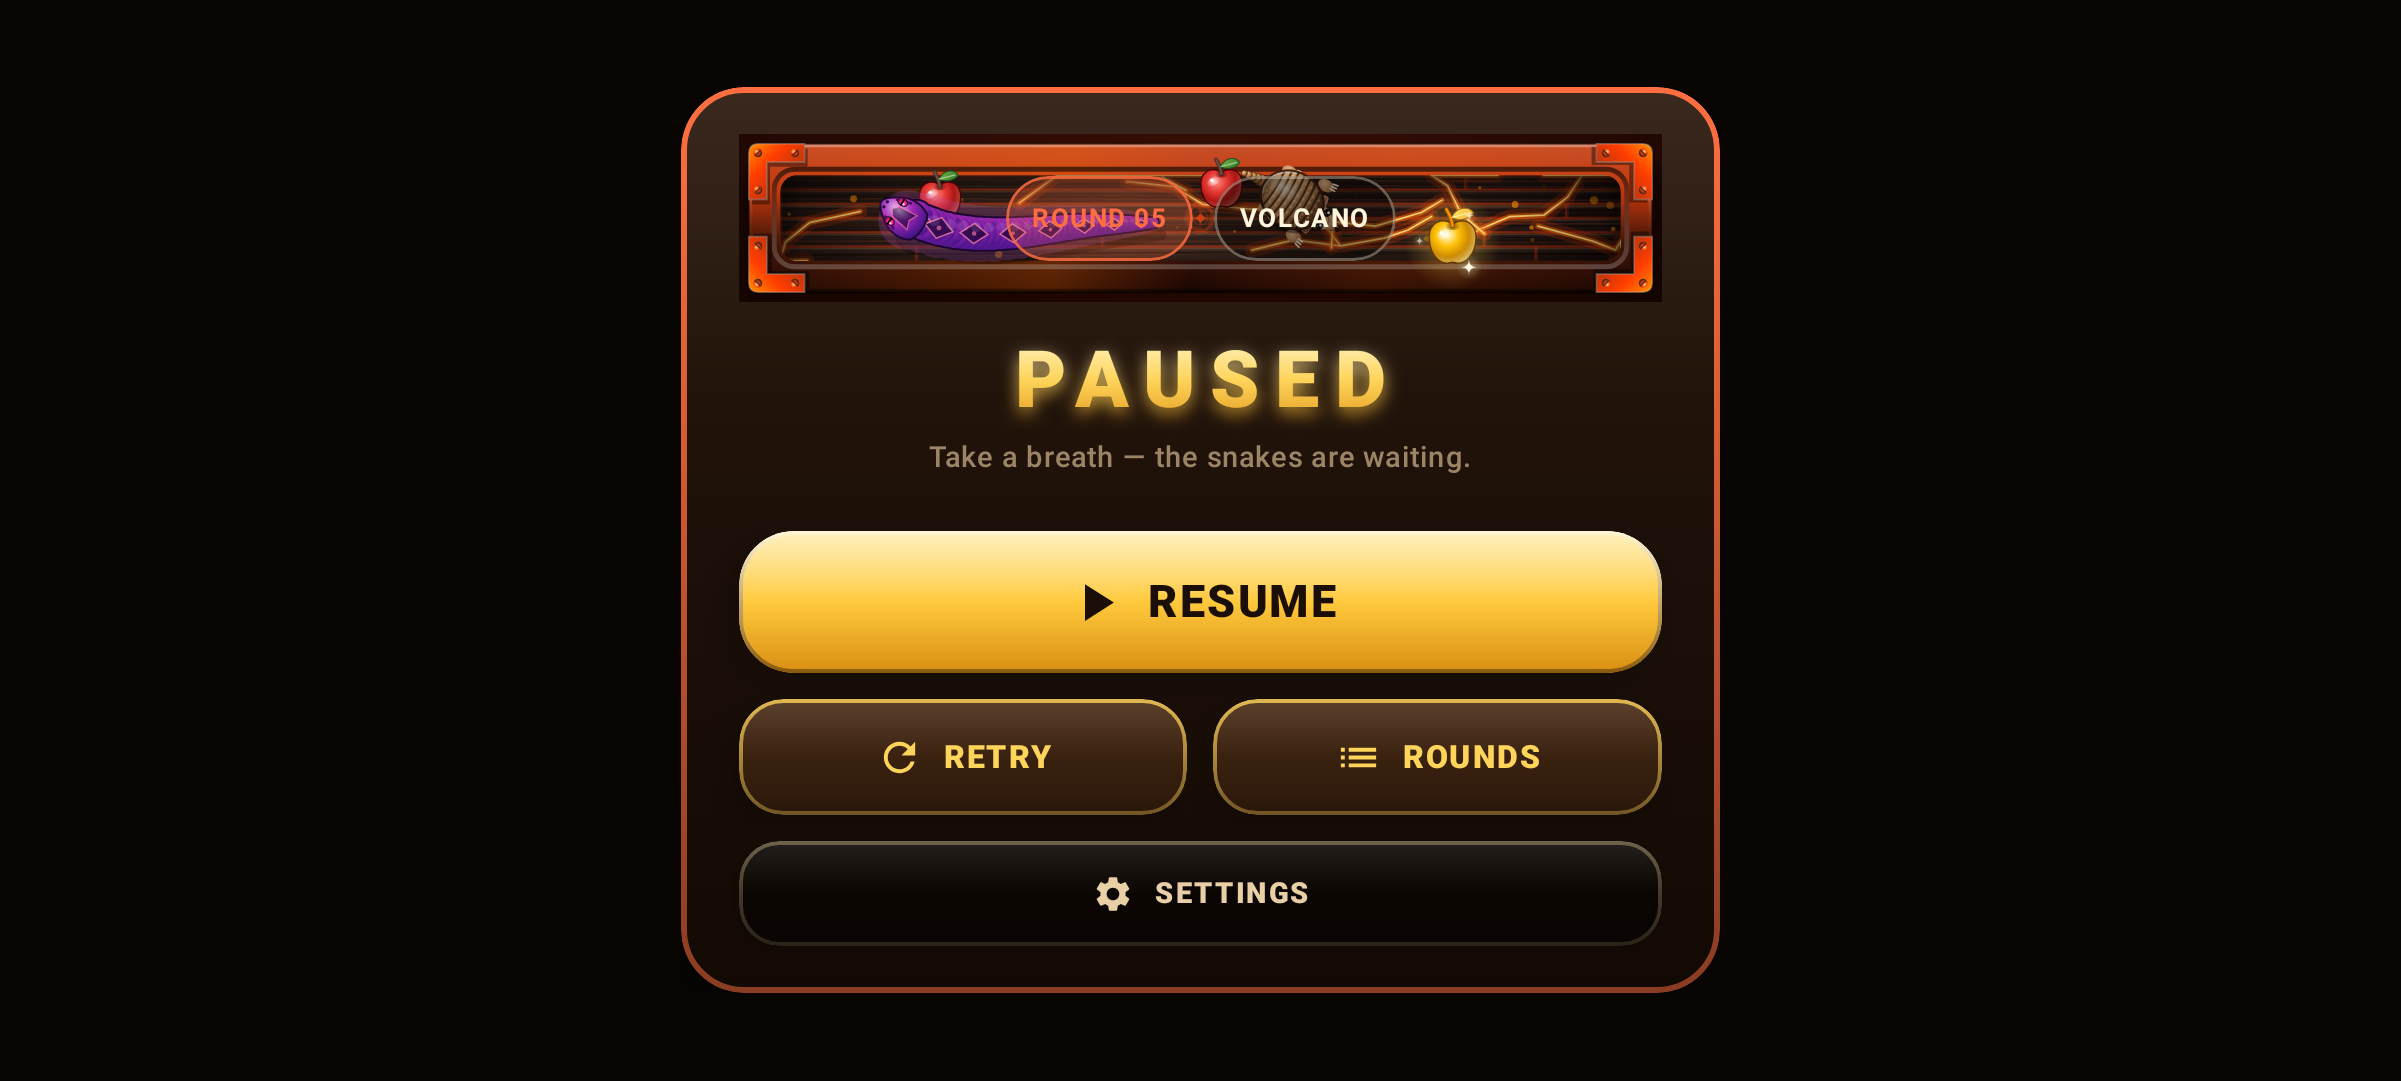 ROUND 05 VOLCANO
PAUSED
Take a breath — the snakes are waiting.
RESUME
RETRY ROUNDS
SETTINGS